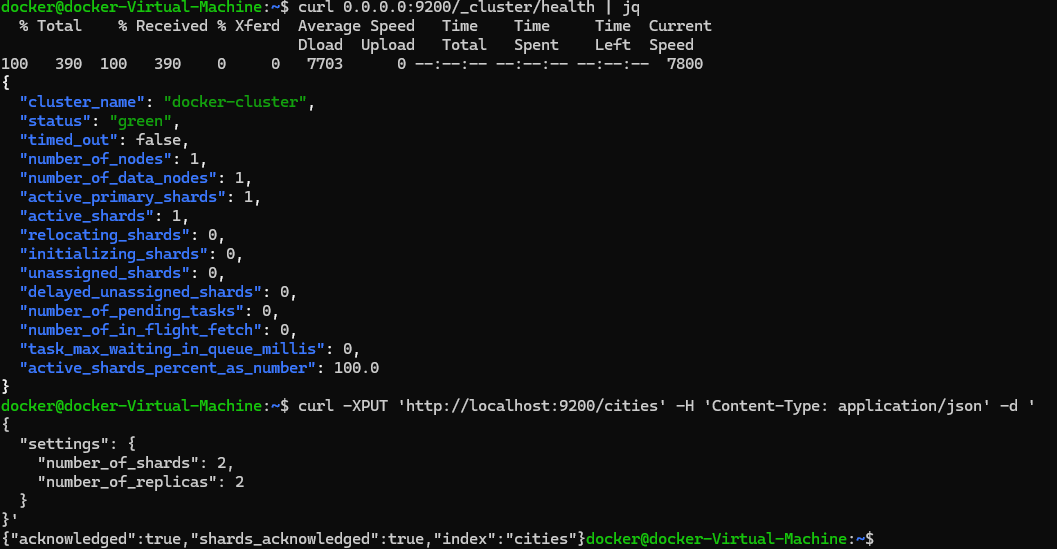 docker@docker-Virtual-Machine:~$ curl 0.0.0.0:9200/_cluster/health | jq
  % Total    % Received % Xferd  Average Speed   Time    Time     Time  Current
                                 Dload  Upload   Total   Spent    Left  Speed
100   390  100   390    0     0   7703      0 --:--:-- --:--:-- --:--:--  7800
{
  "cluster_name": "docker-cluster",
  "status": "green",
  "timed_out": false,
  "number_of_nodes": 1,
  "number_of_data_nodes": 1,
  "active_primary_shards": 1,
  "active_shards": 1,
  "relocating_shards": 0,
  "initializing_shards": 0,
  "unassigned_shards": 0,
  "delayed_unassigned_shards": 0,
  "number_of_pending_tasks": 0,
  "number_of_in_flight_fetch": 0,
  "task_max_waiting_in_queue_millis": 0,
  "active_shards_percent_as_number": 100.0
}
docker@docker-Virtual-Machine:~$ curl -XPUT 'http://localhost:9200/cities' -H 'Content-Type: application/json' -d '
{
  "settings": {
    "number_of_shards": 2,
    "number_of_replicas": 2
  }
}'
{"acknowledged":true,"shards_acknowledged":true,"index":"cities"}docker@docker-Virtual-Machine:~$